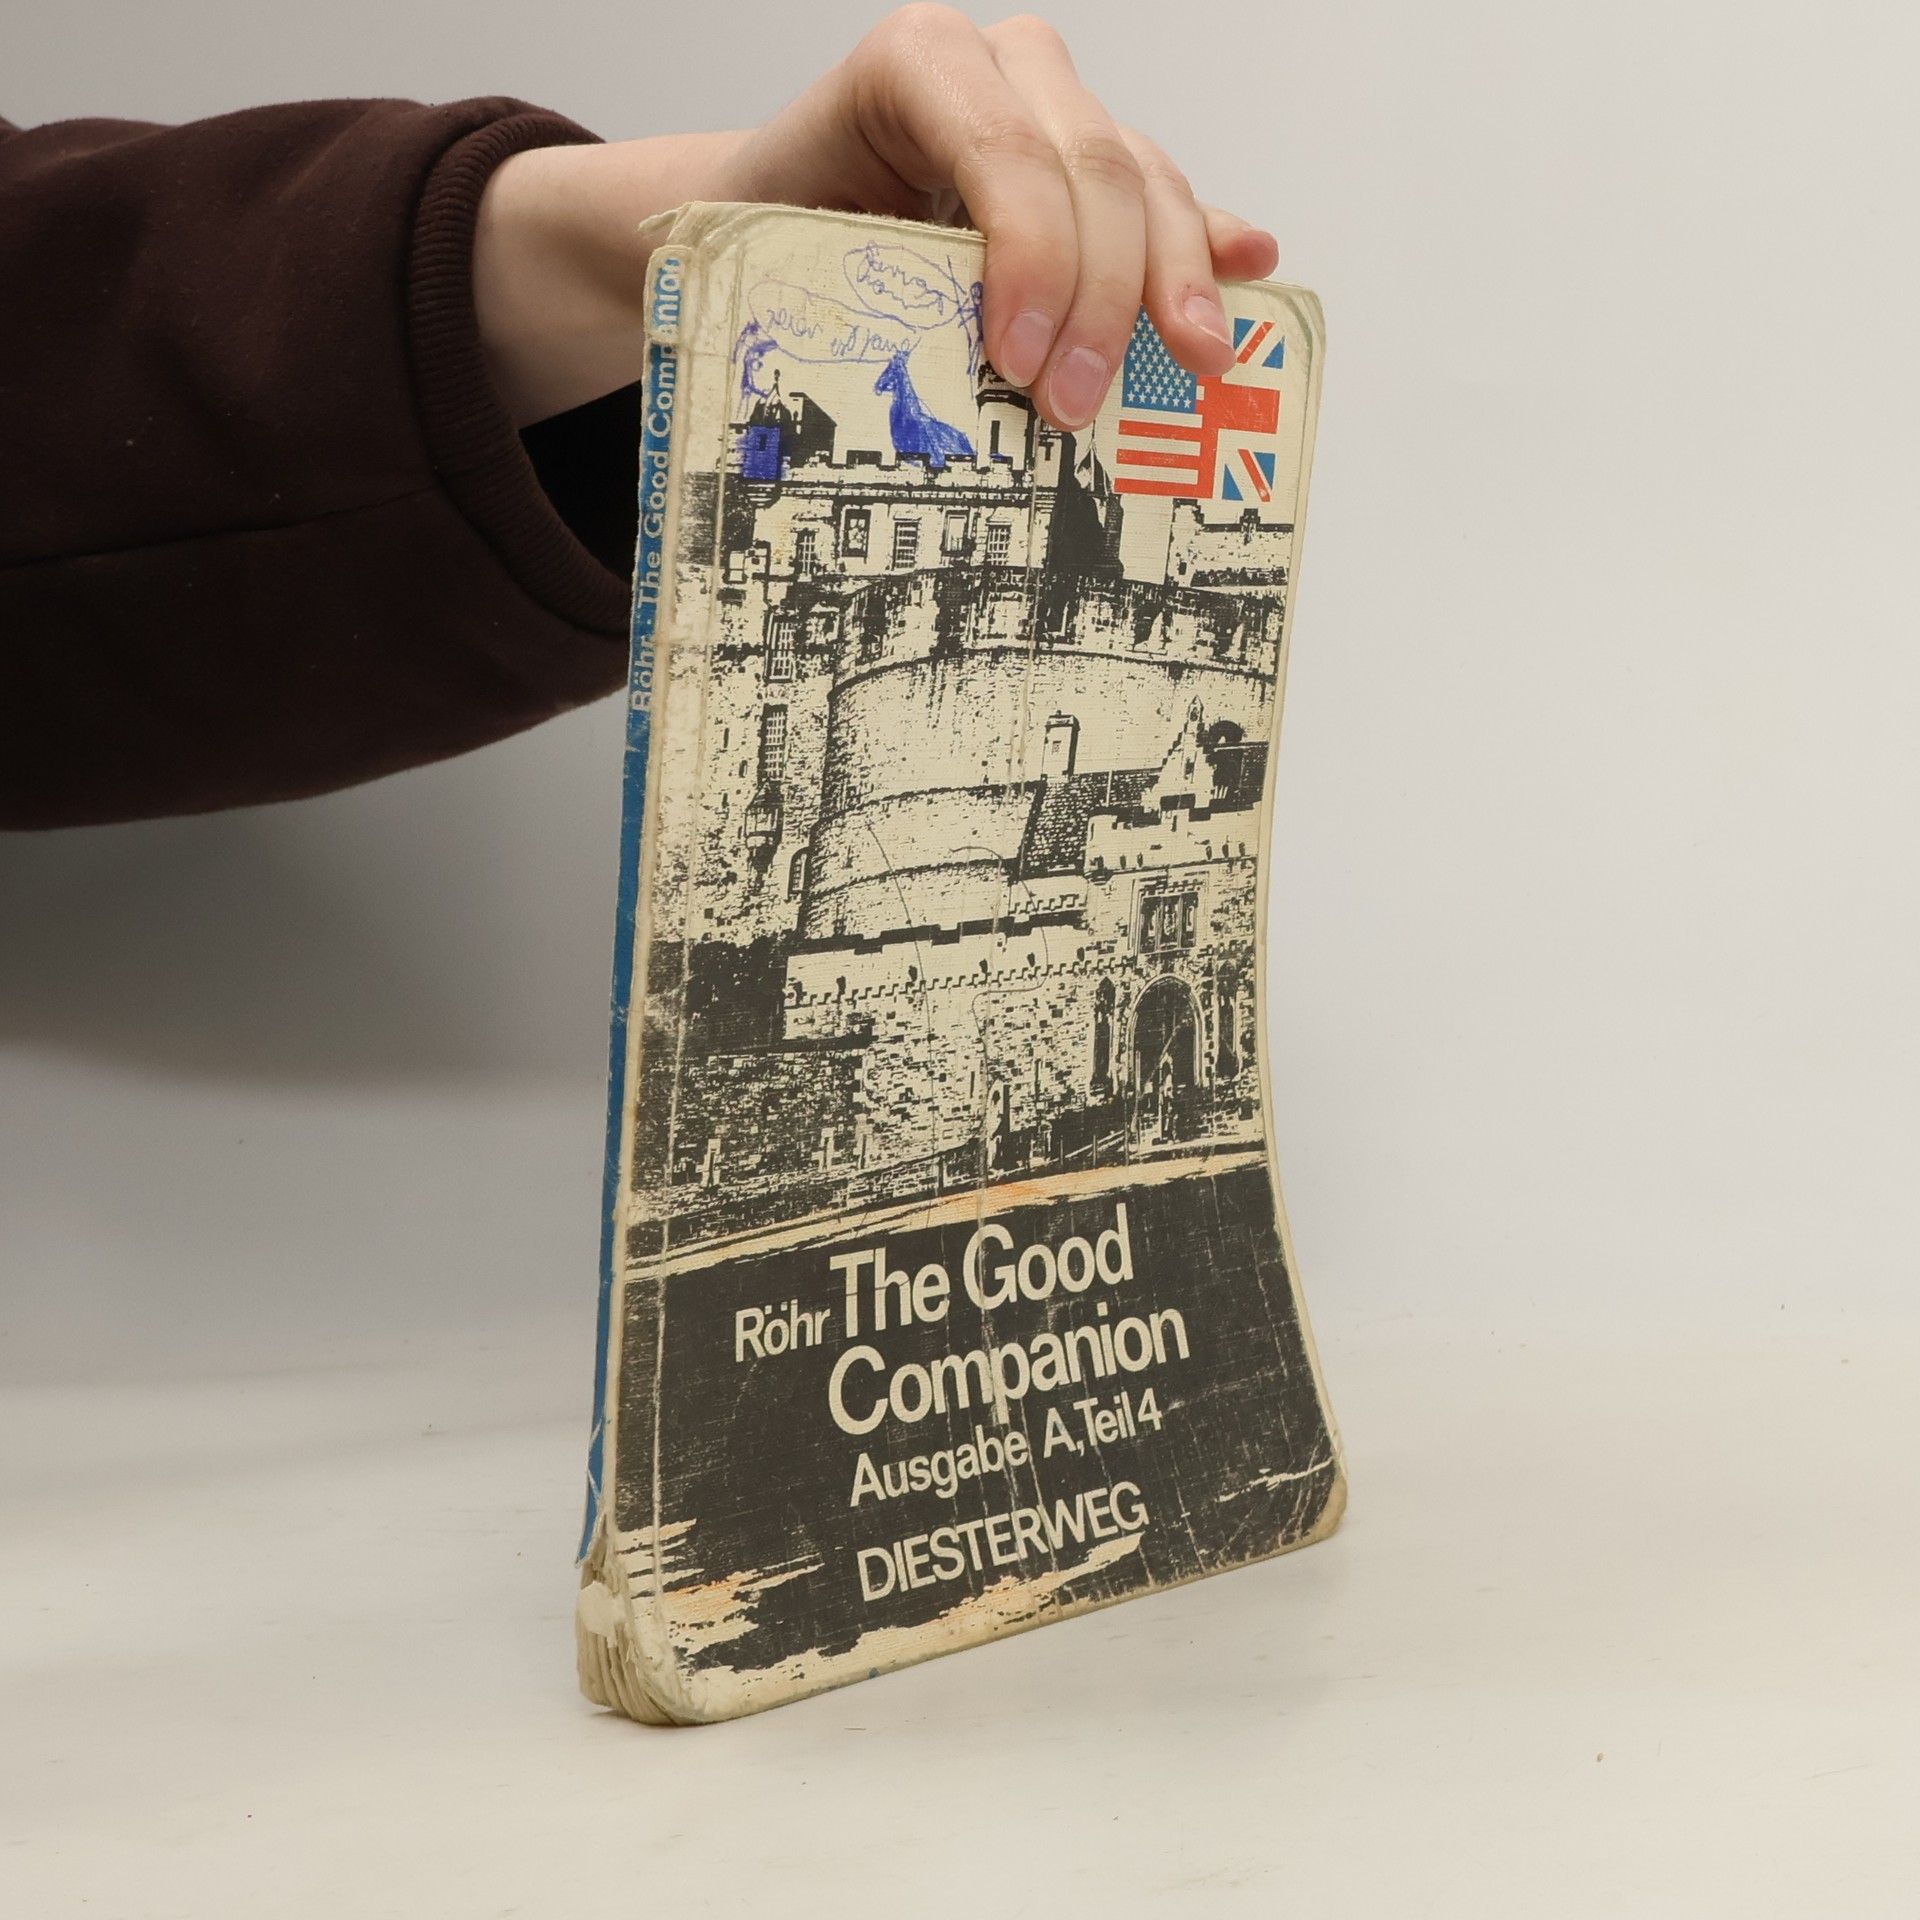 Röhr · The Good Companion
Röhr The Good
Companion
Ausgabe A, Teil 4
DIESTERWEG